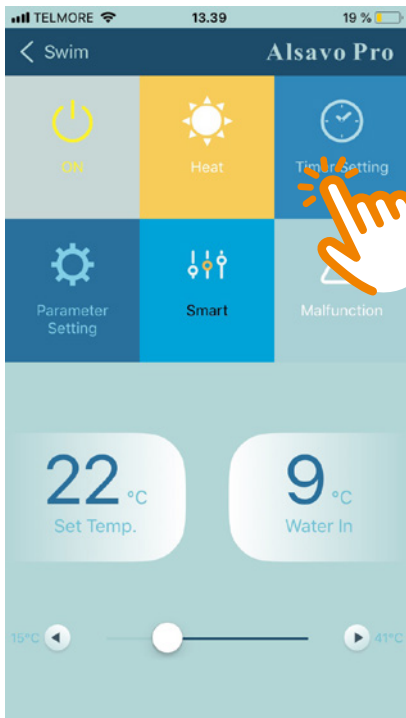 TELMORE 13.39 19 %
Swim Alsavo Pro
ON Heat Timer Setting
Parameter
Setting
Smart Malfunction
22 °C 9 °C
Set Temp. Water In
15°C 41°C